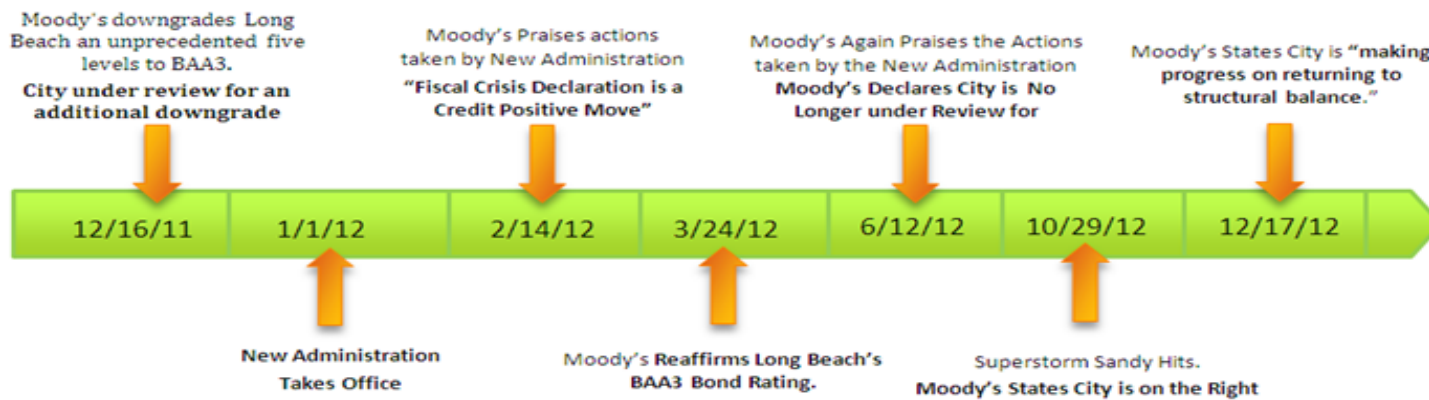 Moody's downgrades Long
Beach an unprecedented five
levels to BAA3.
City under review for an
additional downgrade
Moody's Praises actions
taken by New Administration
"Fiscal Crisis Declaration is a
Credit Positive Move"
Moody's Again Praises the Actions
taken by the New Administration
Moody's Declares City is No
Longer under Review for
Moody's States City is "making
progress on returning to
structural balance."
12/16/11
1/1/12
2/14/12
3/24/12
6/12/12
10/29/12
12/17/12
New Administration
Takes Office
Moody's Reaffirms Long Beach's
BAA3 Bond Rating.
Superstorm Sandy Hits.
Moody's States City is on the Right